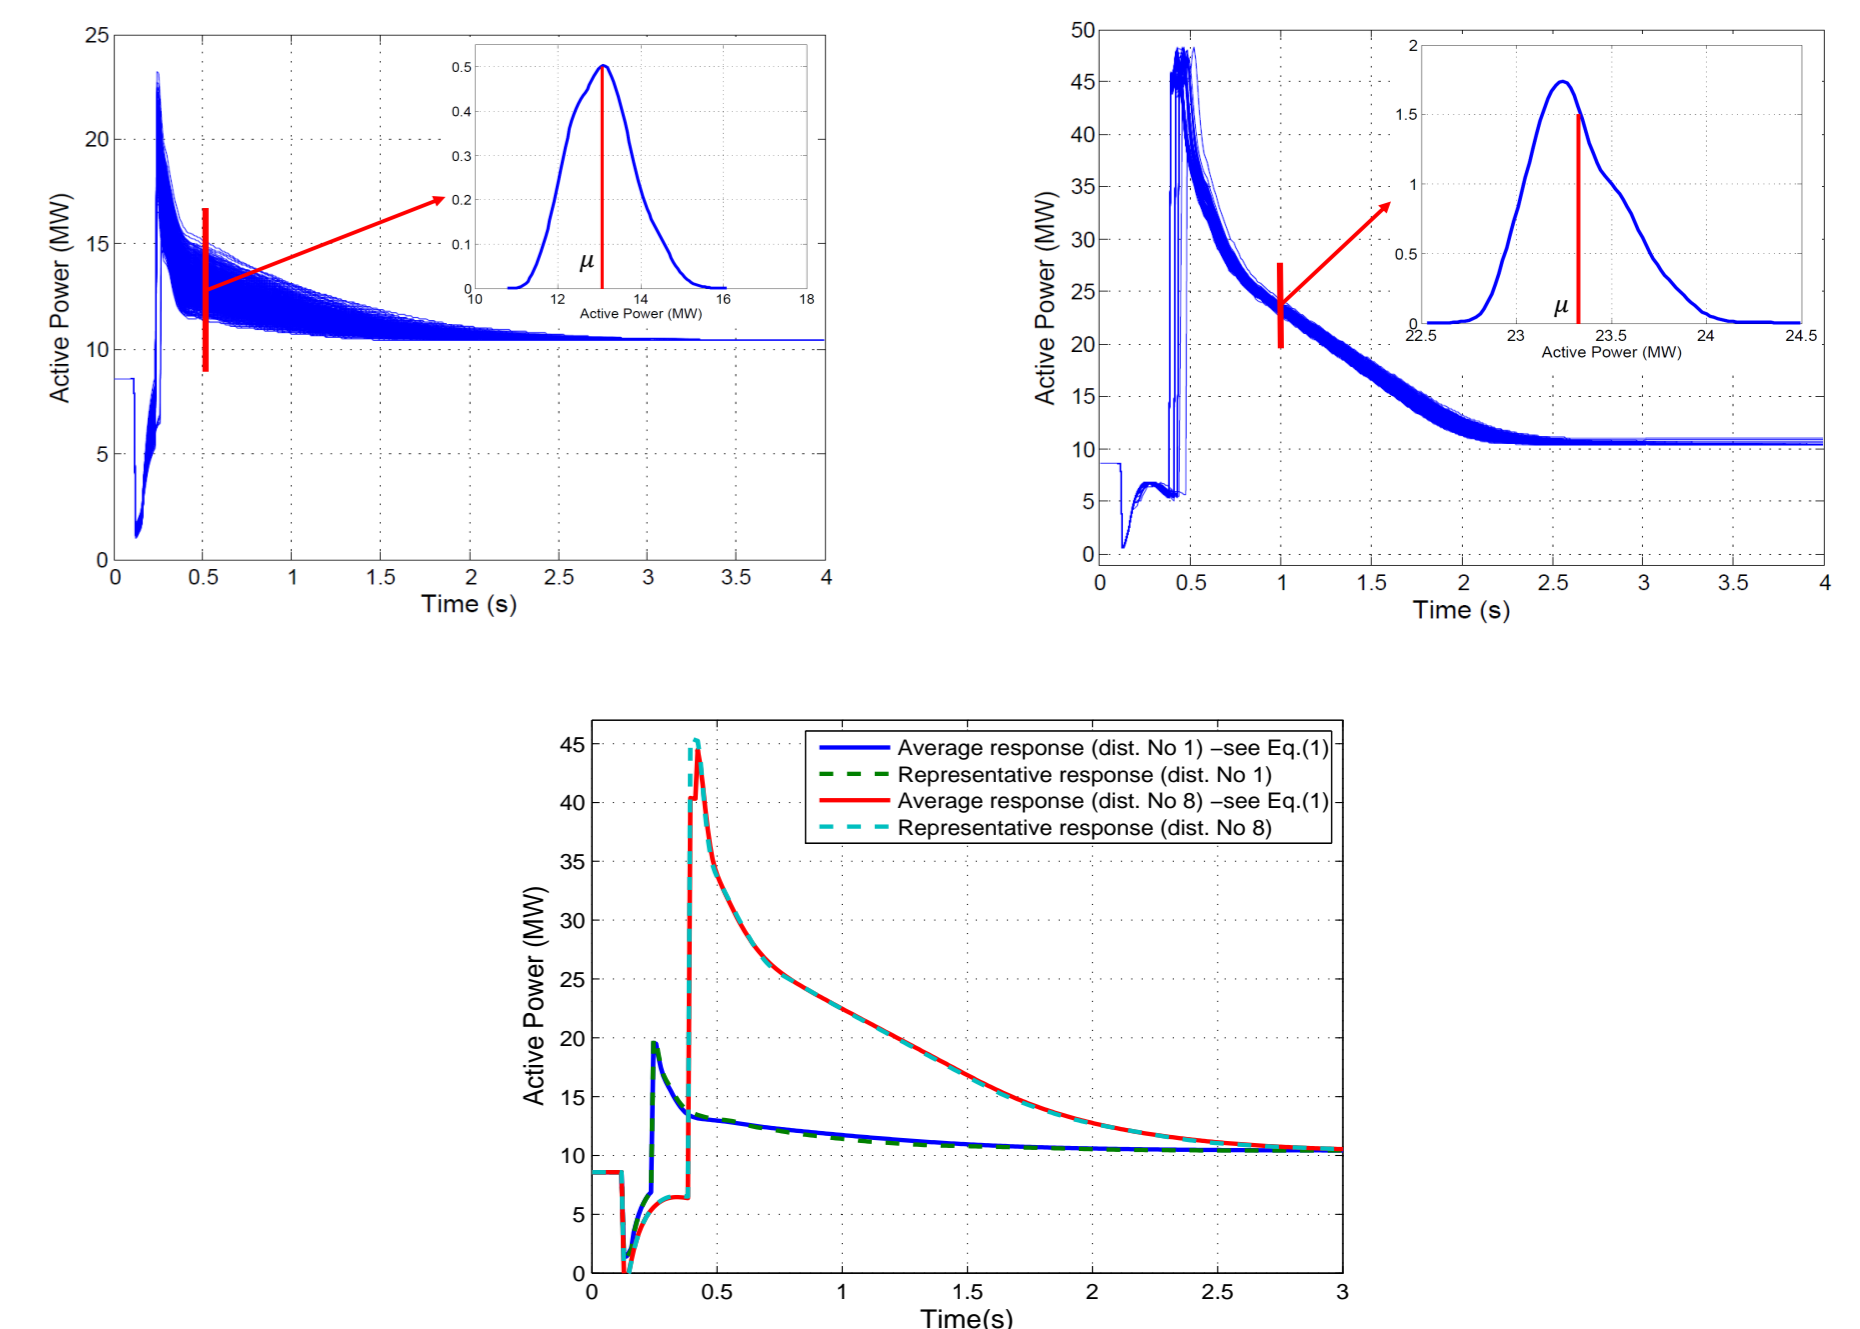 25
20
15
10
5
0
0 0.5 1 1.5 2 2.5 3 3.5 4
Active Power (MW)
Time (s)
0.5
0.4
0.3
0.2
0.1
0
10 12 14 16 18
Active Power (MW)
μ
50
45
40
35
30
25
20
15
10
5
0
0 0.5 1 1.5 2 2.5 3 3.5 4
Active Power (MW)
Time (s)
2
1.5
1
0.5
0
22.5 23 23.5 24 24.5
Active Power (MW)
μ
45
40
35
30
25
20
15
10
5
0
0 0.5 1 1.5 2 2.5 3
Active Power (MW)
Time(s)
Average response (dist. No 1) −see Eq.(1)
Representative response (dist. No 1)
Average response (dist. No 8) −see Eq.(1)
Representative response (dist. No 8)